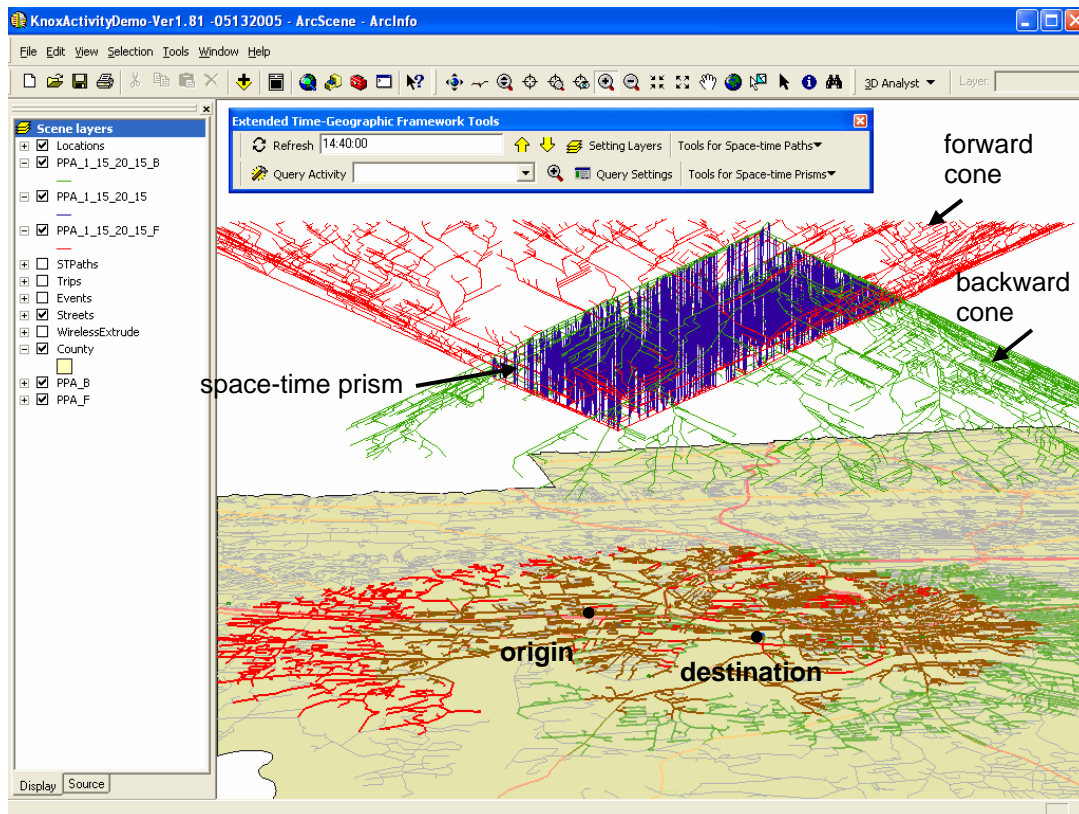 KnoxActivityDemo-Ver1.81 -05132005 - ArcScene - ArcInfo
File Edit View Selection Tools Window Help
3D Analyst Layer:
Scene layers
Locations
PPA_1_15_20_15_B
PPA_1_15_20_15
PPA_1_15_20_15_F
STPaths
Trips
Events
Streets
WirelessExtrude
County
PPA_B
PPA_F
Display Source
Extended Time-Geographic Framework Tools
Refresh 14:40:00 Setting Layers Tools for Space-time Paths
Query Activity Query Settings Tools for Space-time Prisms
forward
cone
backward
cone
space-time prism
origin
destination